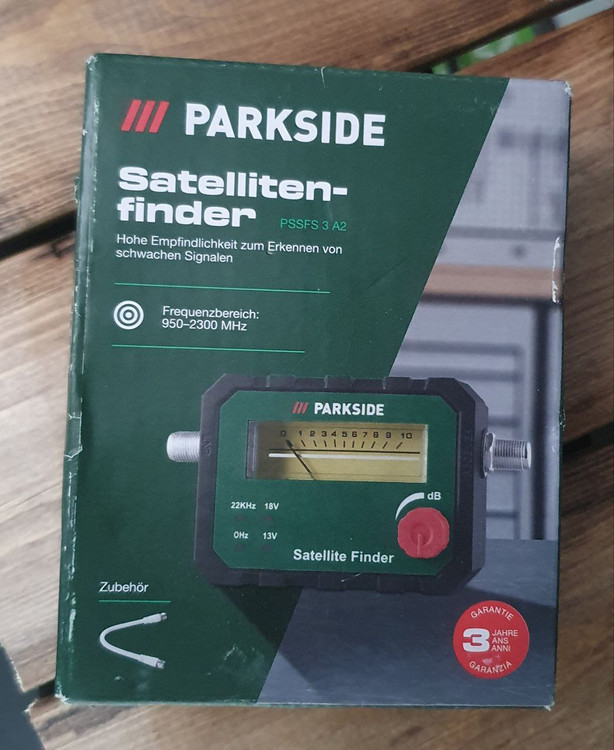 PARKSIDE
Satelliten-
finder PSSFS 3 A2
Hohe Empfindlichkeit zum Erkennen von
schwachen Signalen
Frequenzbereich:
950–2300 MHz
PARKSIDE
0 1 2 3 4 5 6 7 8 9 10
dB
22KHz 18V
0Hz 13V
Satellite Finder
Zubehör
GARANTIE
3 JAHRE
ANS
ANNI
GARANZIA